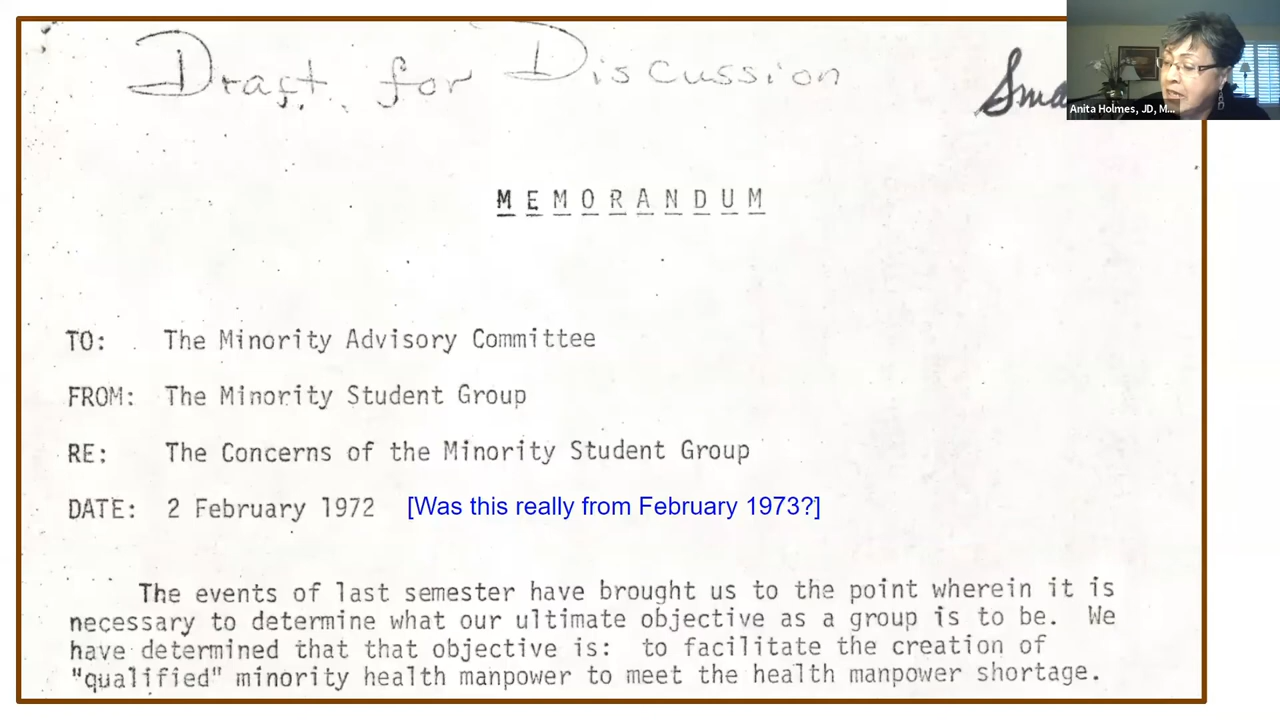 Draft for Discussion
Anita Holmes, JD, M...
MEMORANDUM
TO: The Minority Advisory Committee
FROM: The Minority Student Group
RE: The Concerns of the Minority Student Group
DATE: 2 February 1972 [Was this really from February 1973?]
The events of last semester have brought us to the point wherein it is
necessary to determine what our ultimate objective as a group is to be. We
have determined that that objective is: to facilitate the creation of
"qualified" minority health manpower to meet the health manpower shortage.